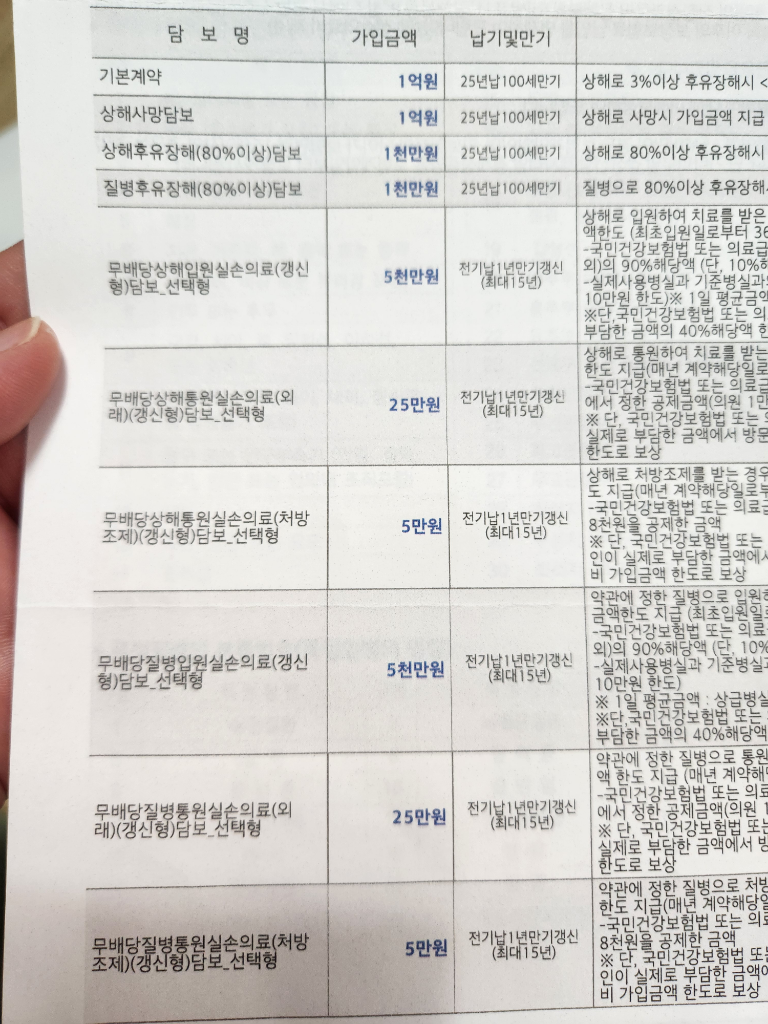 담 보 명 가입금액 납기및만기
기본계약 1억원 25년납100세만기 상해로 3%이상 후유장해시 <
상해사망담보 1억원 25년납100세만기 상해로 사망시 가입금액 지급
상해후유장해(80%이상)담보 1천만원 25년납100세만기 상해로 80%이상 후유장해시
질병후유장해(80%이상)담보 1천만원 25년납100세만기 질병으로 80%이상 후유장해
무배당상해입원실손의료(갱신
형)담보_선택형
5천만원
전기납1년만기갱신
(최대15년)
상해로 입원하여 치료를 받은
액한도 (최초입원일로부터 36
-국민건강보험법 또는 의료급
외)의 90%해당액 (단, 10%해
-실제사용병실과 기준병실과의
10만원 한도)※ 1일 평균금액
※단,국민건강보험법 또는 의
부담한 금액의 40%해당액 한
무배당상해통원실손의료(외
래)(갱신형)담보_선택형
25만원
전기납1년만기갱신
(최대15년)
상해로 통원하여 치료를 받는
한도 지급(매년 계약해당일로
-국민건강보험법 또는 의료급
에서 정한 공제금액(의원 1만
※ 단, 국민건강보험법 또는
실제로 부담한 금액에서 방문
한도로 보상
무배당상해통원실손의료(처방
조제)(갱신형)담보_선택형
5만원
전기납1년만기갱신
(최대15년)
상해로 처방조제를 받는 경우
도 지급(매년 계약해당일로부
-국민건강보험법 또는 의료급
8천원을 공제한 금액
※ 단, 국민건강보험법 또는
인이 실제로 부담한 금액에서
비 가입금액 한도로 보상
무배당질병입원실손의료(갱신
형)담보_선택형
5천만원
전기납1년만기갱신
(최대15년)
약관에 정한 질병으로 입원하
금액한도 지급 (최초입원일로
-국민건강보험법 또는 의료
외)의 90%해당액 (단, 10%
-실제사용병실과 기준병실과
10만원 한도)
※ 1일 평균금액 : 상급병실
※단,국민건강보험법 또는
부담한 금액의 40%해당액
무배당질병통원실손의료(외
래)(갱신형)담보_선택형
25만원
전기납1년만기갱신
(최대15년)
약관에 정한 질병으로 통원
액 한도 지급 (매년 계약해
-국민건강보험법 또는 의료
에서 정한 공제금액(의원 1
※ 단, 국민건강보험법 또는
실제로 부담한 금액에서 방
한도로 보상
무배당질병통원실손의료(처방
조제)(갱신형)담보_선택형
5만원
전기납1년만기갱신
(최대15년)
약관에 정한 질병으로 처방
한도 지급(매년 계약해당일
-국민건강보험법 또는 의료
8천원을 공제한 금액
※ 단, 국민건강보험법 또는
인이 실제로 부담한 금액에
비 가입금액 한도로 보상